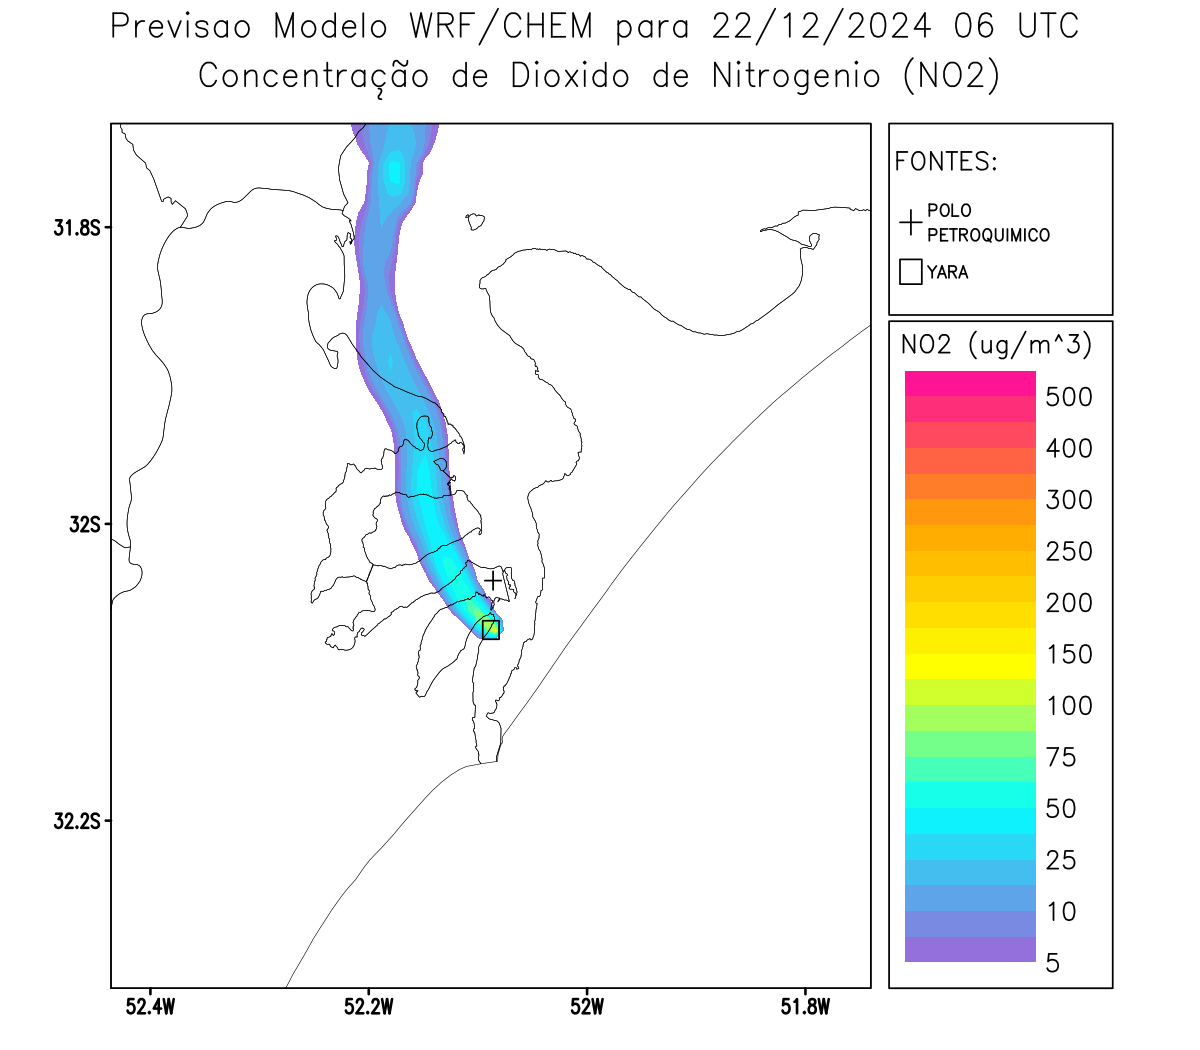 Previsao Modelo WRF/CHEM para 22/12/2024 06 UTC
Concentração de Dioxido de Nitrogenio (NO2)
FONTES:
POLO
PETROQUIMICO
YARA
31.8S
32S
32.2S
52.4W
52.2W
52W
51.8W
NO2 (ug/m^3)
500
400
300
250
200
150
100
75
50
25
10
5